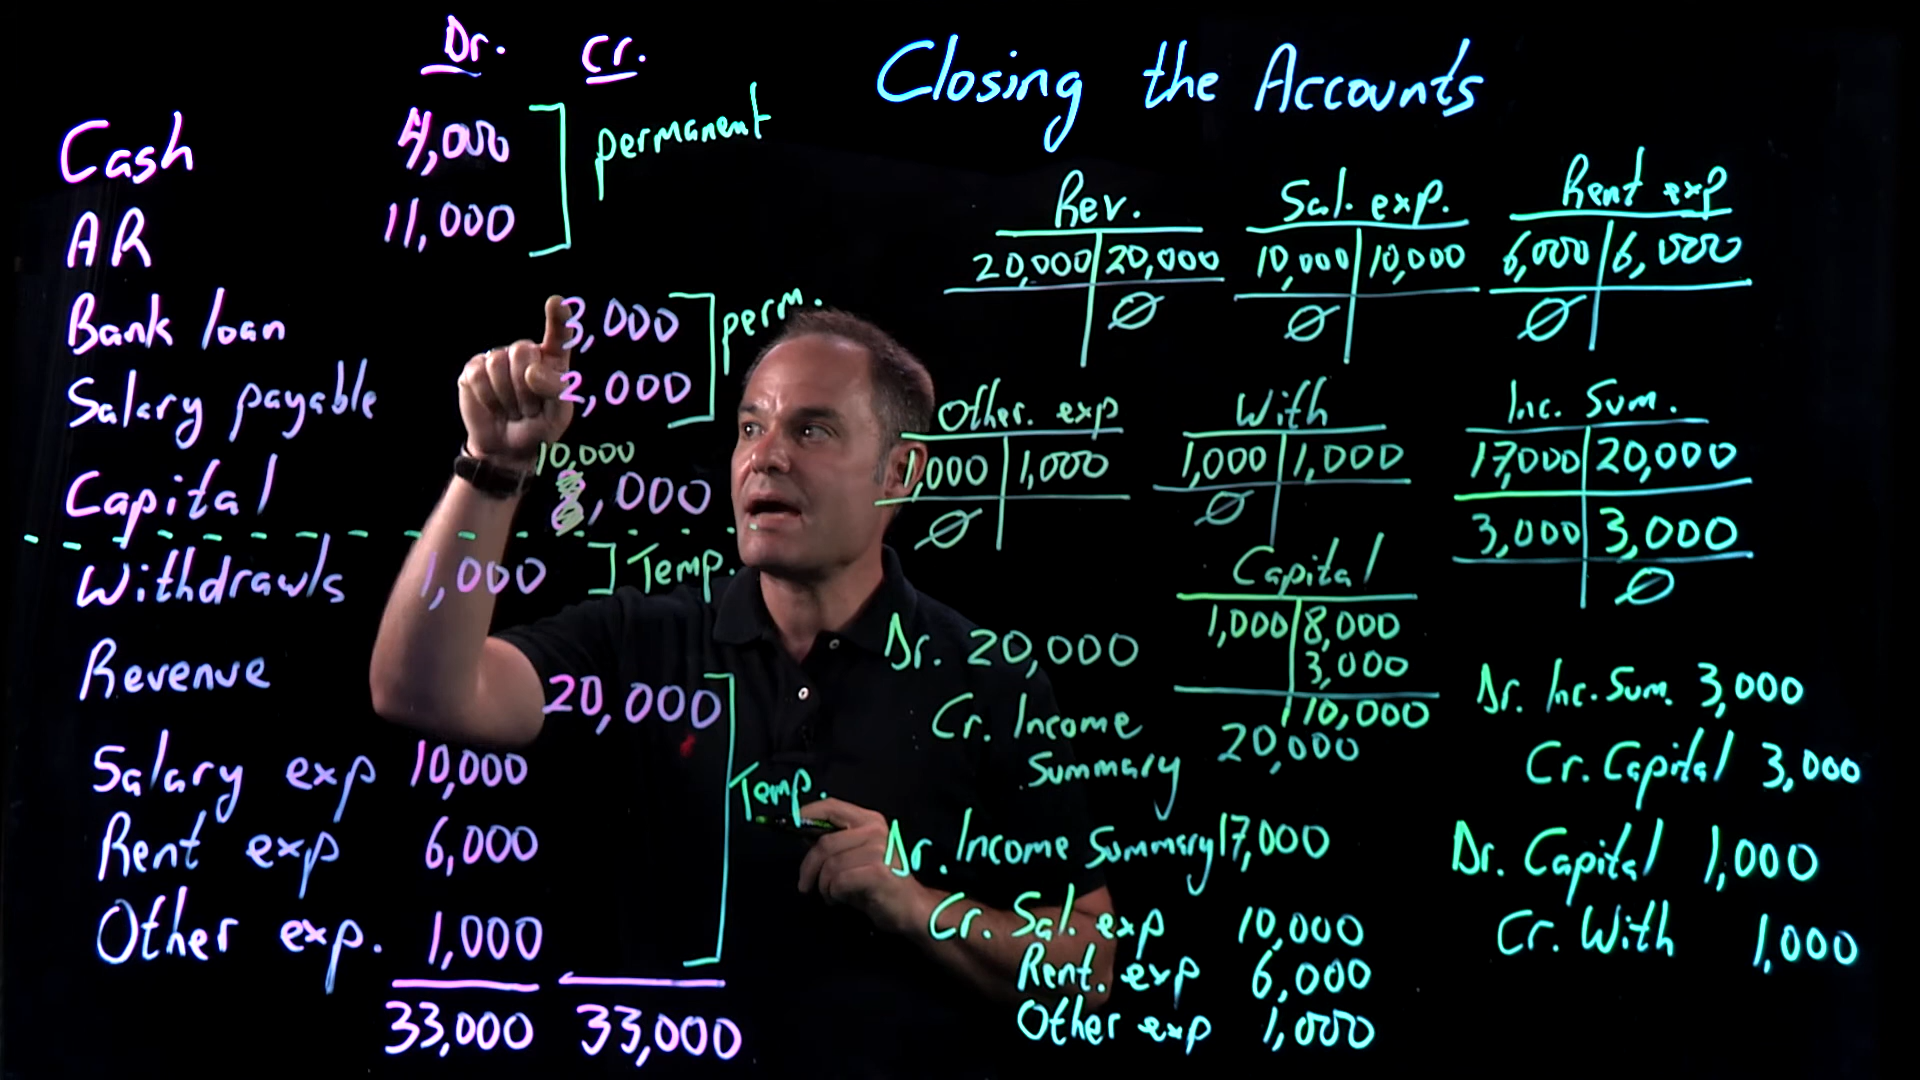 Dr. Cr.
Cash 4,000
AR 11,000
permanent
Bank loan 3,000
Salary payable 2,000
perm.
10,000
Capital ,000
Withdrawls 1,000 Temp.
Revenue 20,000
Salary exp 10,000
Rent exp 6,000
Other exp. 1,000
Temp.
33,000 33,000
Closing the Accounts
Rev.
20,000 20,000
Ø
Sal. exp.
10,000 10,000
Ø
Rent exp
6,000 6,000
Ø
Other. exp
1,000 1,000
Ø
With
1,000 1,000
Ø
Inc. Sum.
17,000 20,000
3,000 3,000
Ø
Capital
1,000 8,000
3,000
10,000
Dr. 20,000
Cr. Income
Summary 20,000
Dr. Income Summary 17,000
Cr. Sal. exp 10,000
Rent. exp 6,000
Other exp 1,000
Dr. Inc. Sum. 3,000
Cr. Capital 3,000
Dr. Capital 1,000
Cr. With 1,000